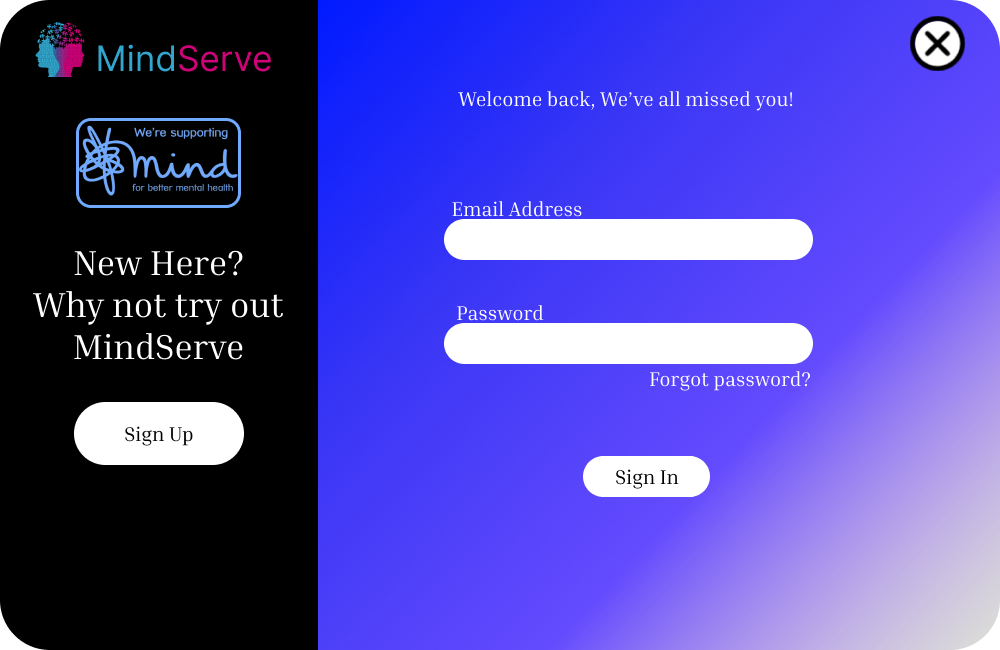 MindServe
We're supporting
mind
for better mental health
New Here?
Why not try out
MindServe
Sign Up
Welcome back, We’ve all missed you!
Email Address
Password
Forgot password?
Sign In